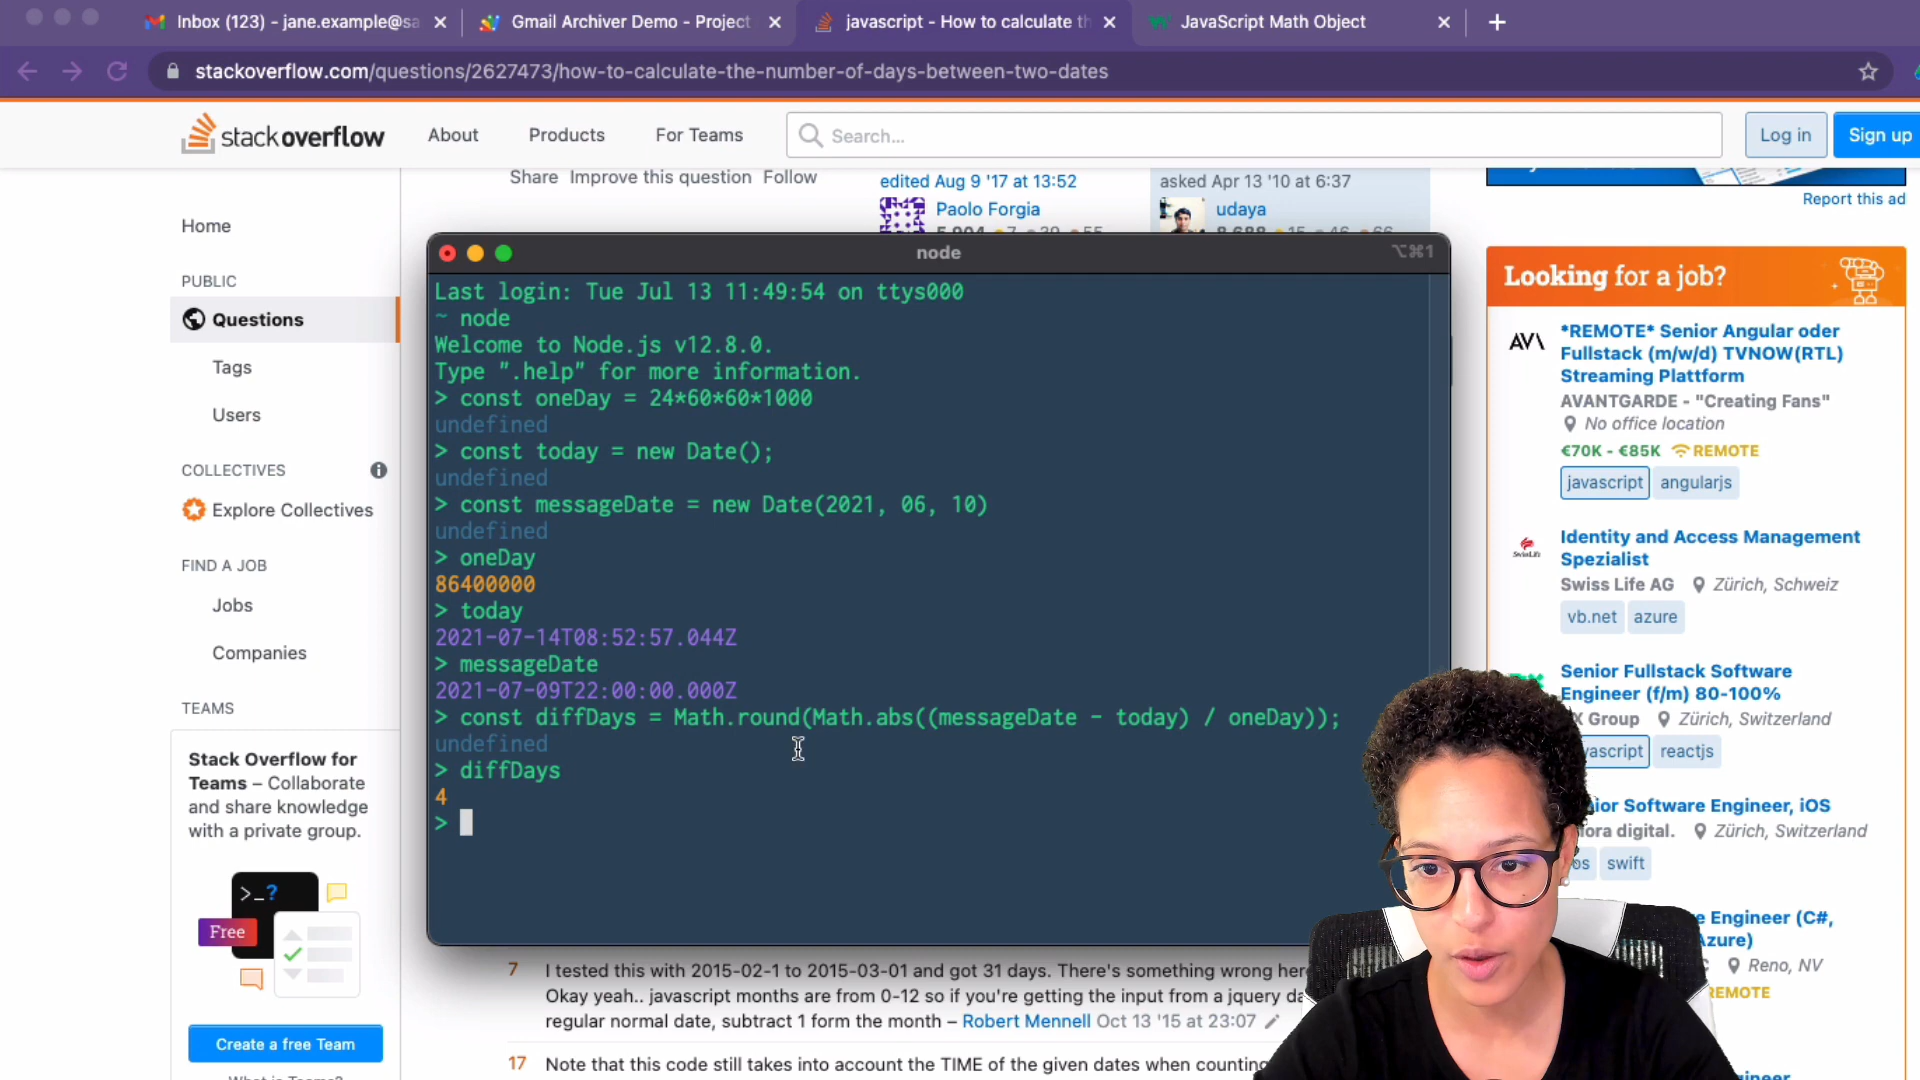 Inbox (123) - jane.example@sa
Gmail Archiver Demo - Project
javascript - How to calculate th
JavaScript Math Object
stackoverflow.com/questions/2627473/how-to-calculate-the-number-of-days-between-two-dates
stackoverflow
About
Products
For Teams
Search...
Log in
Sign up
Share Improve this question Follow
edited Aug 9 '17 at 13:52
Paolo Forgia
asked Apr 13 '10 at 6:37
udaya
Report this ad
Home
PUBLIC
Questions
Tags
Users
COLLECTIVES
Explore Collectives
FIND A JOB
Jobs
Companies
TEAMS
Stack Overflow for
Teams – Collaborate
and share knowledge
with a private group.
>_?
Free
Create a free Team
node
⌥⌘1
Last login: Tue Jul 13 11:49:54 on ttys000
~ node
Welcome to Node.js v12.8.0.
Type ".help" for more information.
> const oneDay = 24*60*60*1000
undefined
> const today = new Date();
undefined
> const messageDate = new Date(2021, 06, 10)
undefined
> oneDay
86400000
> today
2021-07-14T08:52:57.044Z
> messageDate
2021-07-09T22:00:00.000Z
> const diffDays = Math.round(Math.abs((messageDate - today) / oneDay));
undefined
> diffDays
4
>
7 I tested this with 2015-02-1 to 2015-03-01 and got 31 days. There's something wrong her
Okay yeah.. javascript months are from 0-12 so if you're getting the input from a jquery da
regular normal date, subtract 1 form the month – Robert Mennell Oct 13 '15 at 23:07
17 Note that this code still takes into account the TIME of the given dates when counting
Looking for a job?
*REMOTE* Senior Angular oder
Fullstack (m/w/d) TVNOW(RTL)
Streaming Plattform
AVANTGARDE - "Creating Fans"
No office location
€70K - €85K REMOTE
javascript angularjs
Identity and Access Management
Spezialist
Swiss Life AG Zürich, Schweiz
vb.net azure
Senior Fullstack Software
Engineer (f/m) 80-100%
X Group Zürich, Switzerland
vascript reactjs
ior Software Engineer, iOS
ora digital. Zürich, Switzerland
os swift
e Engineer (C#,
Azure)
Reno, NV
REMOTE